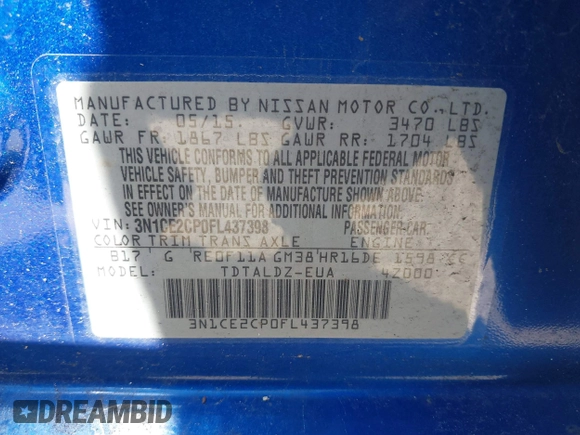 MANUFACTURED BY NISSAN MOTOR CO., LTD.
DATE: 05/15 GVWR: 3470 LBS
GAWR FR: 1867 LBS GAWR RR: 1704 LBS
THIS VEHICLE CONFORMS TO ALL APPLICABLE FEDERAL MOTOR
VEHICLE SAFETY, BUMPER AND THEFT PREVENTION STANDARDS
IN EFFECT ON THE DATE OF MANUFACTURE SHOWN ABOVE.
SEE OWNER'S MANUAL FOR ADDITIONAL INFORMATION
VIN: 3N1CE2CP0FL437398 PASSENGER CAR
COLOR TRIM TRANS AXLE ENGINE
B17 G RE0F11A GM38 HR16DE 1598 CC
MODEL: TDTALDZ-EUA 42000
3N1CE2CP0FL437398
DREAMBID